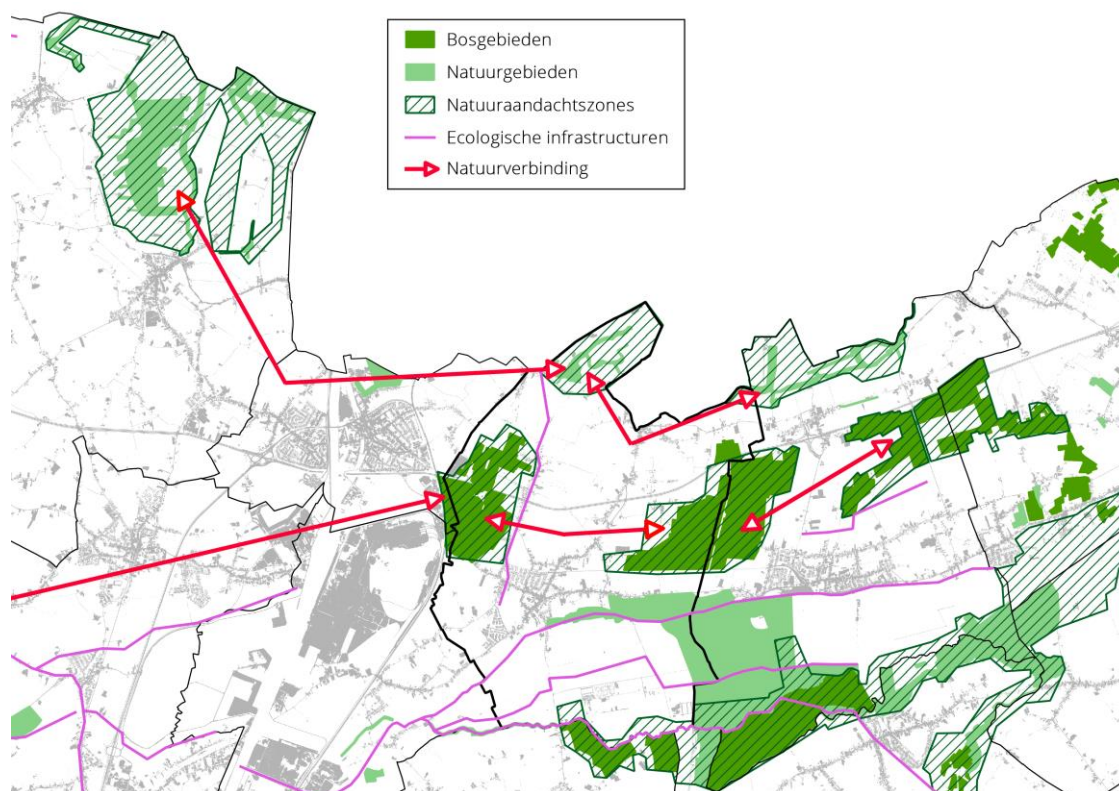 Bosgebieden
Natuurgebieden
Natuuraandachtszones
Ecologische infrastructuren
Natuurverbinding